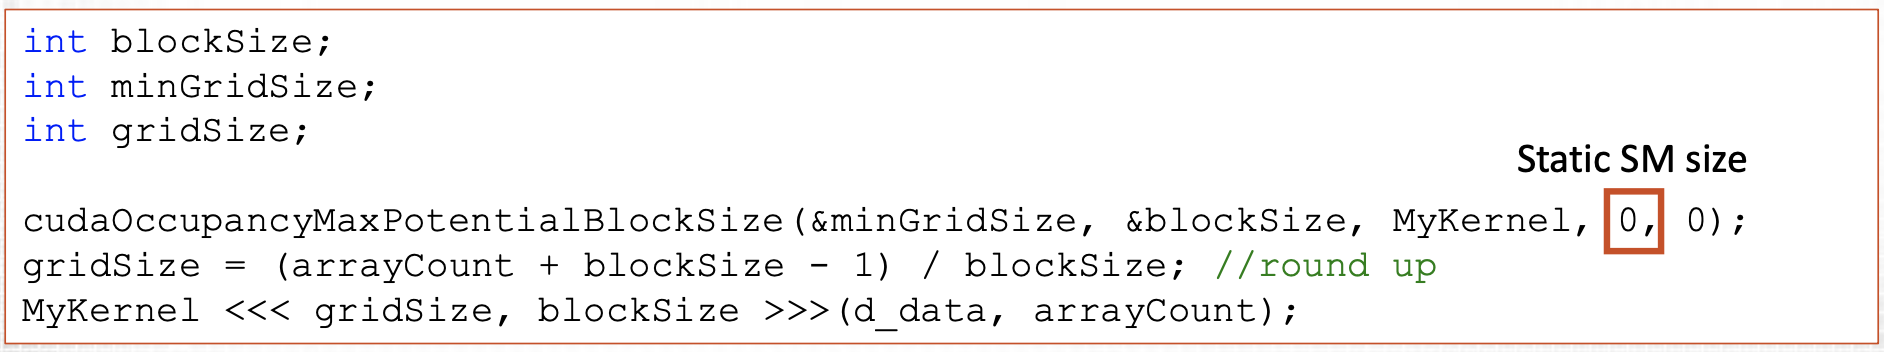 int blockSize;
int minGridSize;
int gridSize;
Static SM size
cudaOccupancyMaxPotentialBlockSize(&minGridSize, &blockSize, MyKernel, 0, 0);
gridSize = (arrayCount + blockSize - 1) / blockSize; //round up
MyKernel <<< gridSize, blockSize >>>(d_data, arrayCount);